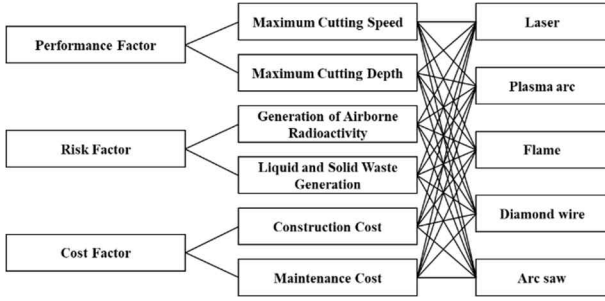 Performance Factor
Risk Factor
Cost Factor
Maximum Cutting Speed
Maximum Cutting Depth
Generation of Airborne
Radioactivity
Liquid and Solid Waste
Generation
Construction Cost
Maintenance Cost
Laser
Plasma arc
Flame
Diamond wire
Arc saw